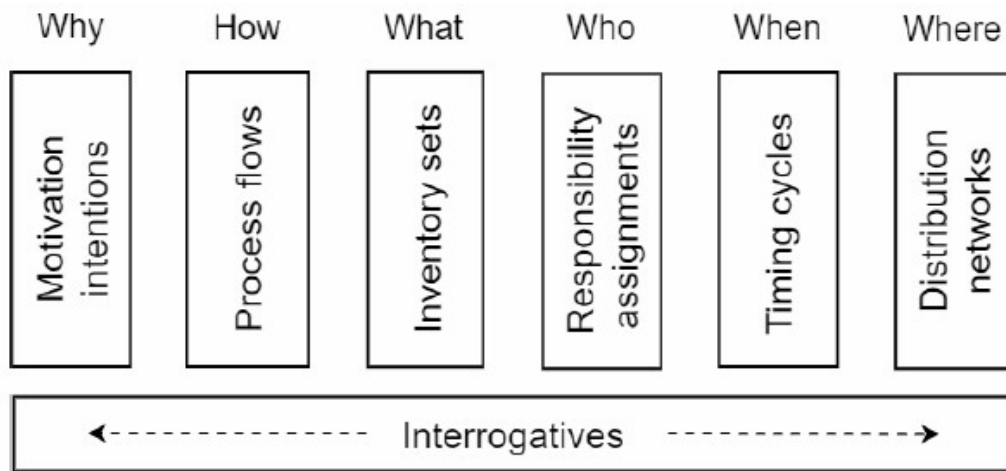 Why
How
What
Who
When
Where
Motivation
intentions
Process flows
Inventory sets
Responsibility
assignments
Timing cycles
Distribution
networks
Interrogatives